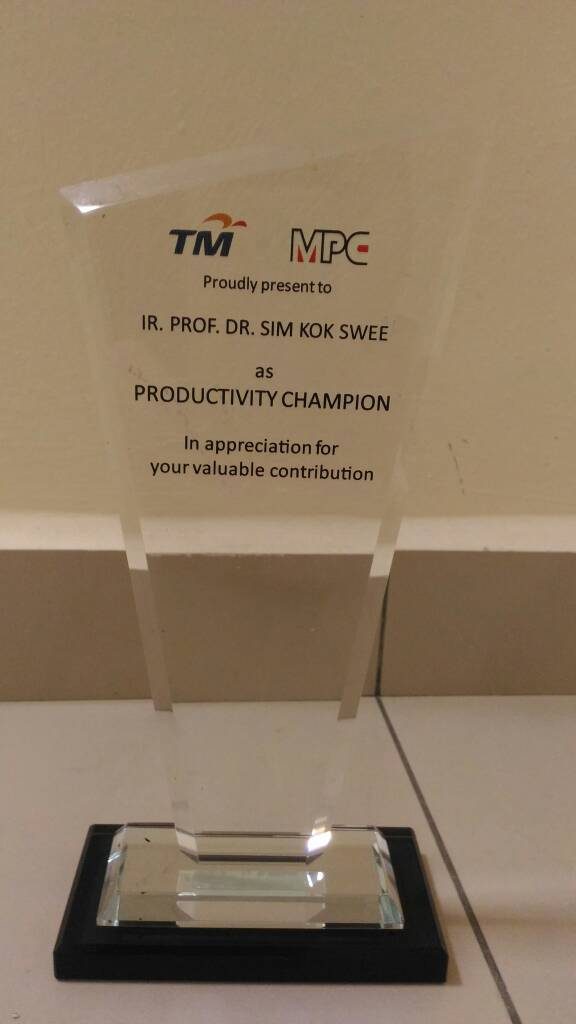 TM MPC
Proudly present to
IR. PROF. DR. SIM KOK SWEE
as
PRODUCTIVITY CHAMPION
In appreciation for
your valuable contribution